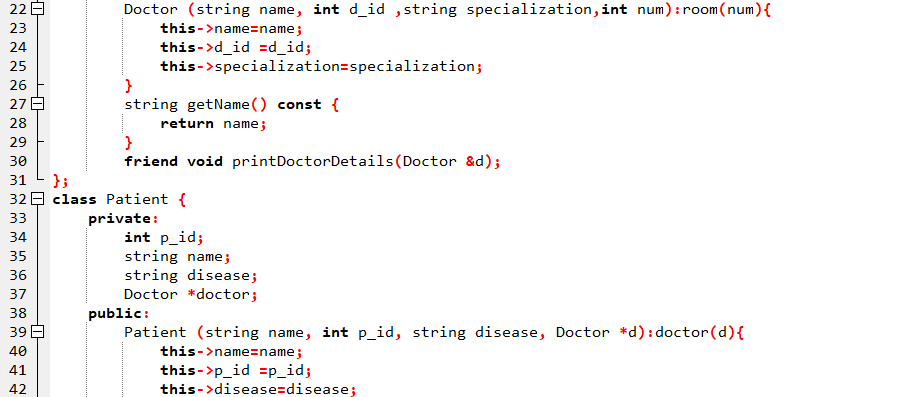 22 Doctor (string name, int d_id ,string specialization,int num):room(num){
23 this->name=name;
24 this->d_id =d_id;
25 this->specialization=specialization;
26 }
27 string getName() const {
28 return name;
29 }
30 friend void printDoctorDetails(Doctor &d);
31 };
32 class Patient {
33 private:
34 int p_id;
35 string name;
36 string disease;
37 Doctor *doctor;
38 public:
39 Patient (string name, int p_id, string disease, Doctor *d):doctor(d){
40 this->name=name;
41 this->p_id =p_id;
42 this->disease=disease;